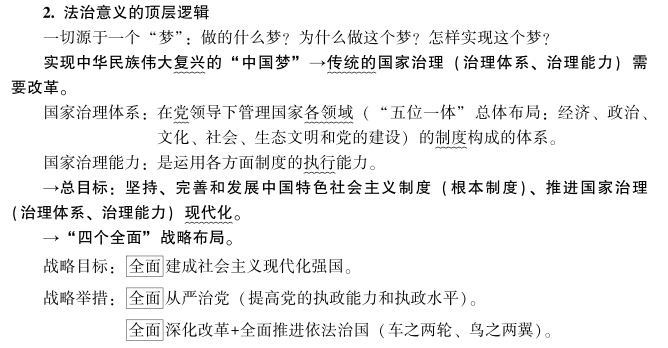 2. 法治意义的顶层逻辑
一切源于一个“梦”：做的什么梦？为什么做这个梦？怎样实现这个梦？
实现中华民族伟大复兴的“中国梦”→传统的国家治理（治理体系、治理能力）需
要改革。
国家治理体系：在党领导下管理国家各领域（“五位一体”总体布局：经济、政治、
文化、社会、生态文明和党的建设）的制度构成的体系。
国家治理能力：是运用各方面制度的执行能力。
→总目标：坚持、完善和发展中国特色社会主义制度（根本制度）、推进国家治理
（治理体系、治理能力）现代化。
→“四个全面”战略布局。
战略目标：全面建成社会主义现代化强国。
战略举措：全面从严治党（提高党的执政能力和执政水平）。
全面深化改革+全面推进依法治国（车之两轮、鸟之两翼）。